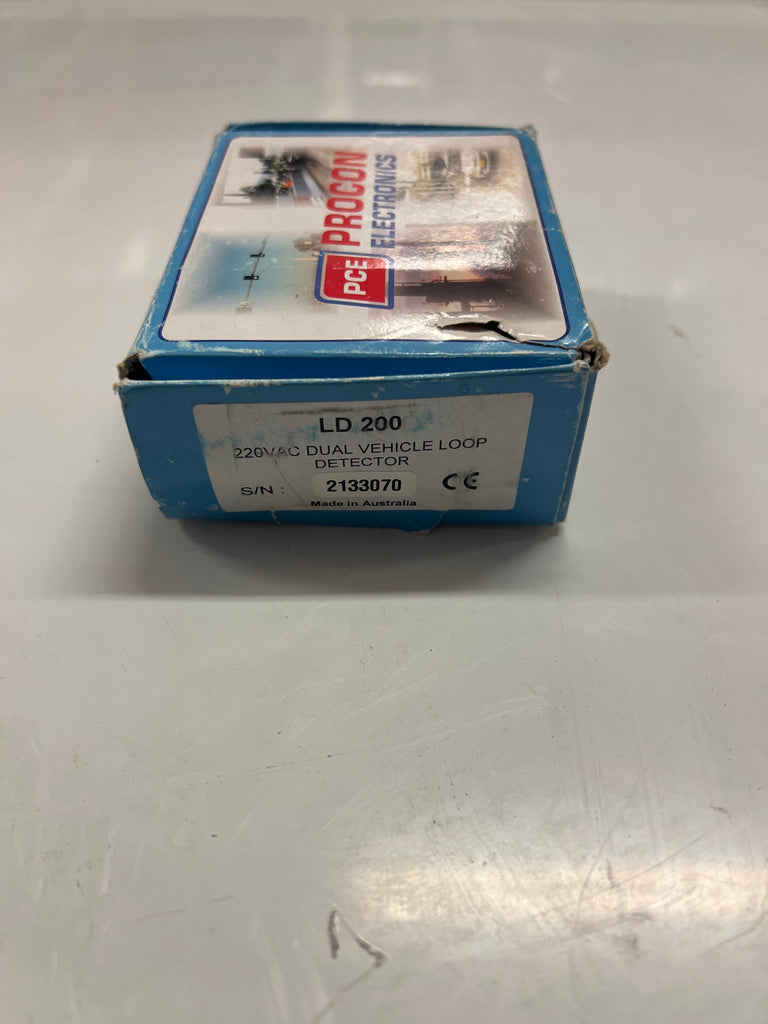 PCE
PROCON
ELECTRONICS
LD 200
220VAC DUAL VEHICLE LOOP
DETECTOR
S/N : 2133070 CE
Made in Australia